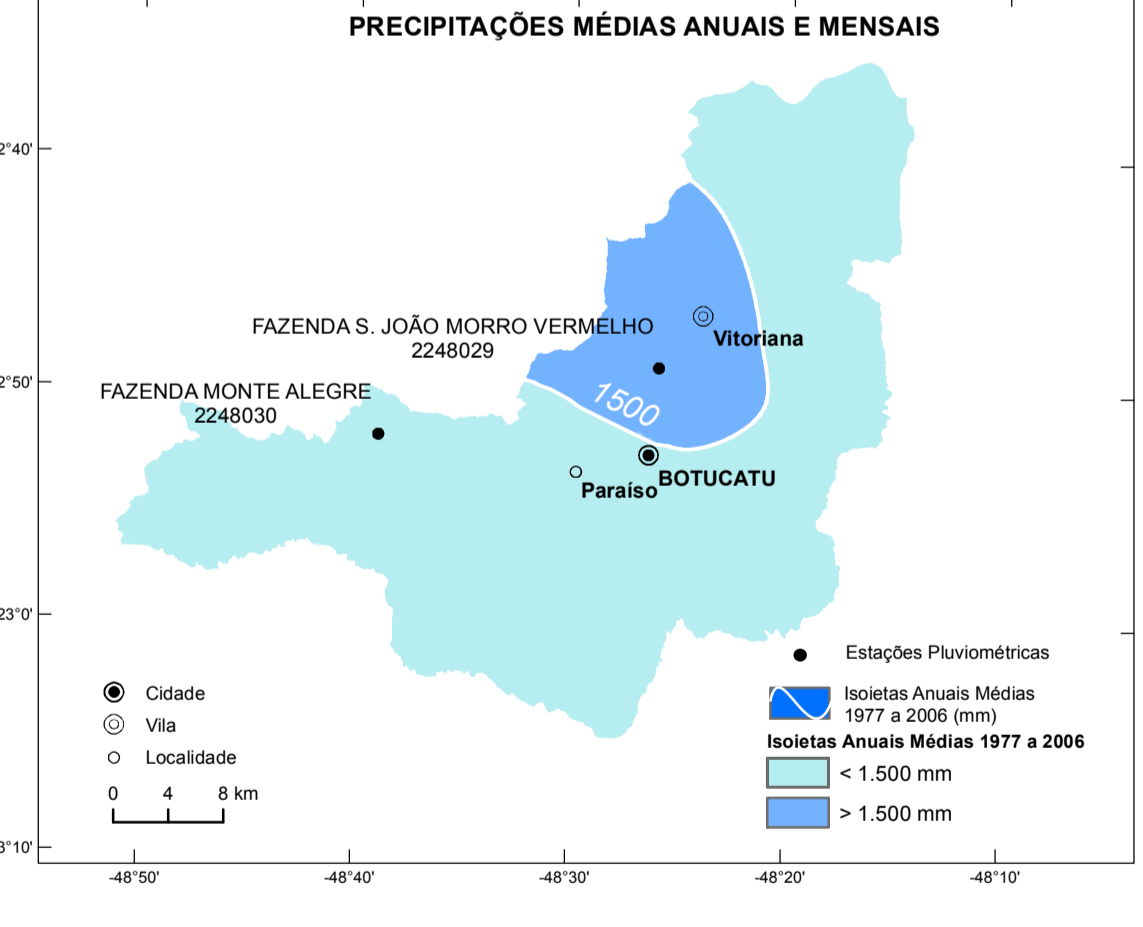 PRECIPITAÇÕES MÉDIAS ANUAIS E MENSAIS
2°40'
FAZENDA S. JOÃO MORRO VERMELHO
2248029
Vitoriana
2°50'
FAZENDA MONTE ALEGRE
2248030
1500
BOTUCATU
Paraíso
23°0'
Estações Pluviométricas
Cidade
Isoietas Anuais Médias
1977 a 2006 (mm)
Vila
Isoietas Anuais Médias 1977 a 2006
Localidade
< 1.500 mm
0 4 8 km
> 1.500 mm
3°10'
-48°50' -48°40' -48°30' -48°20' -48°10'